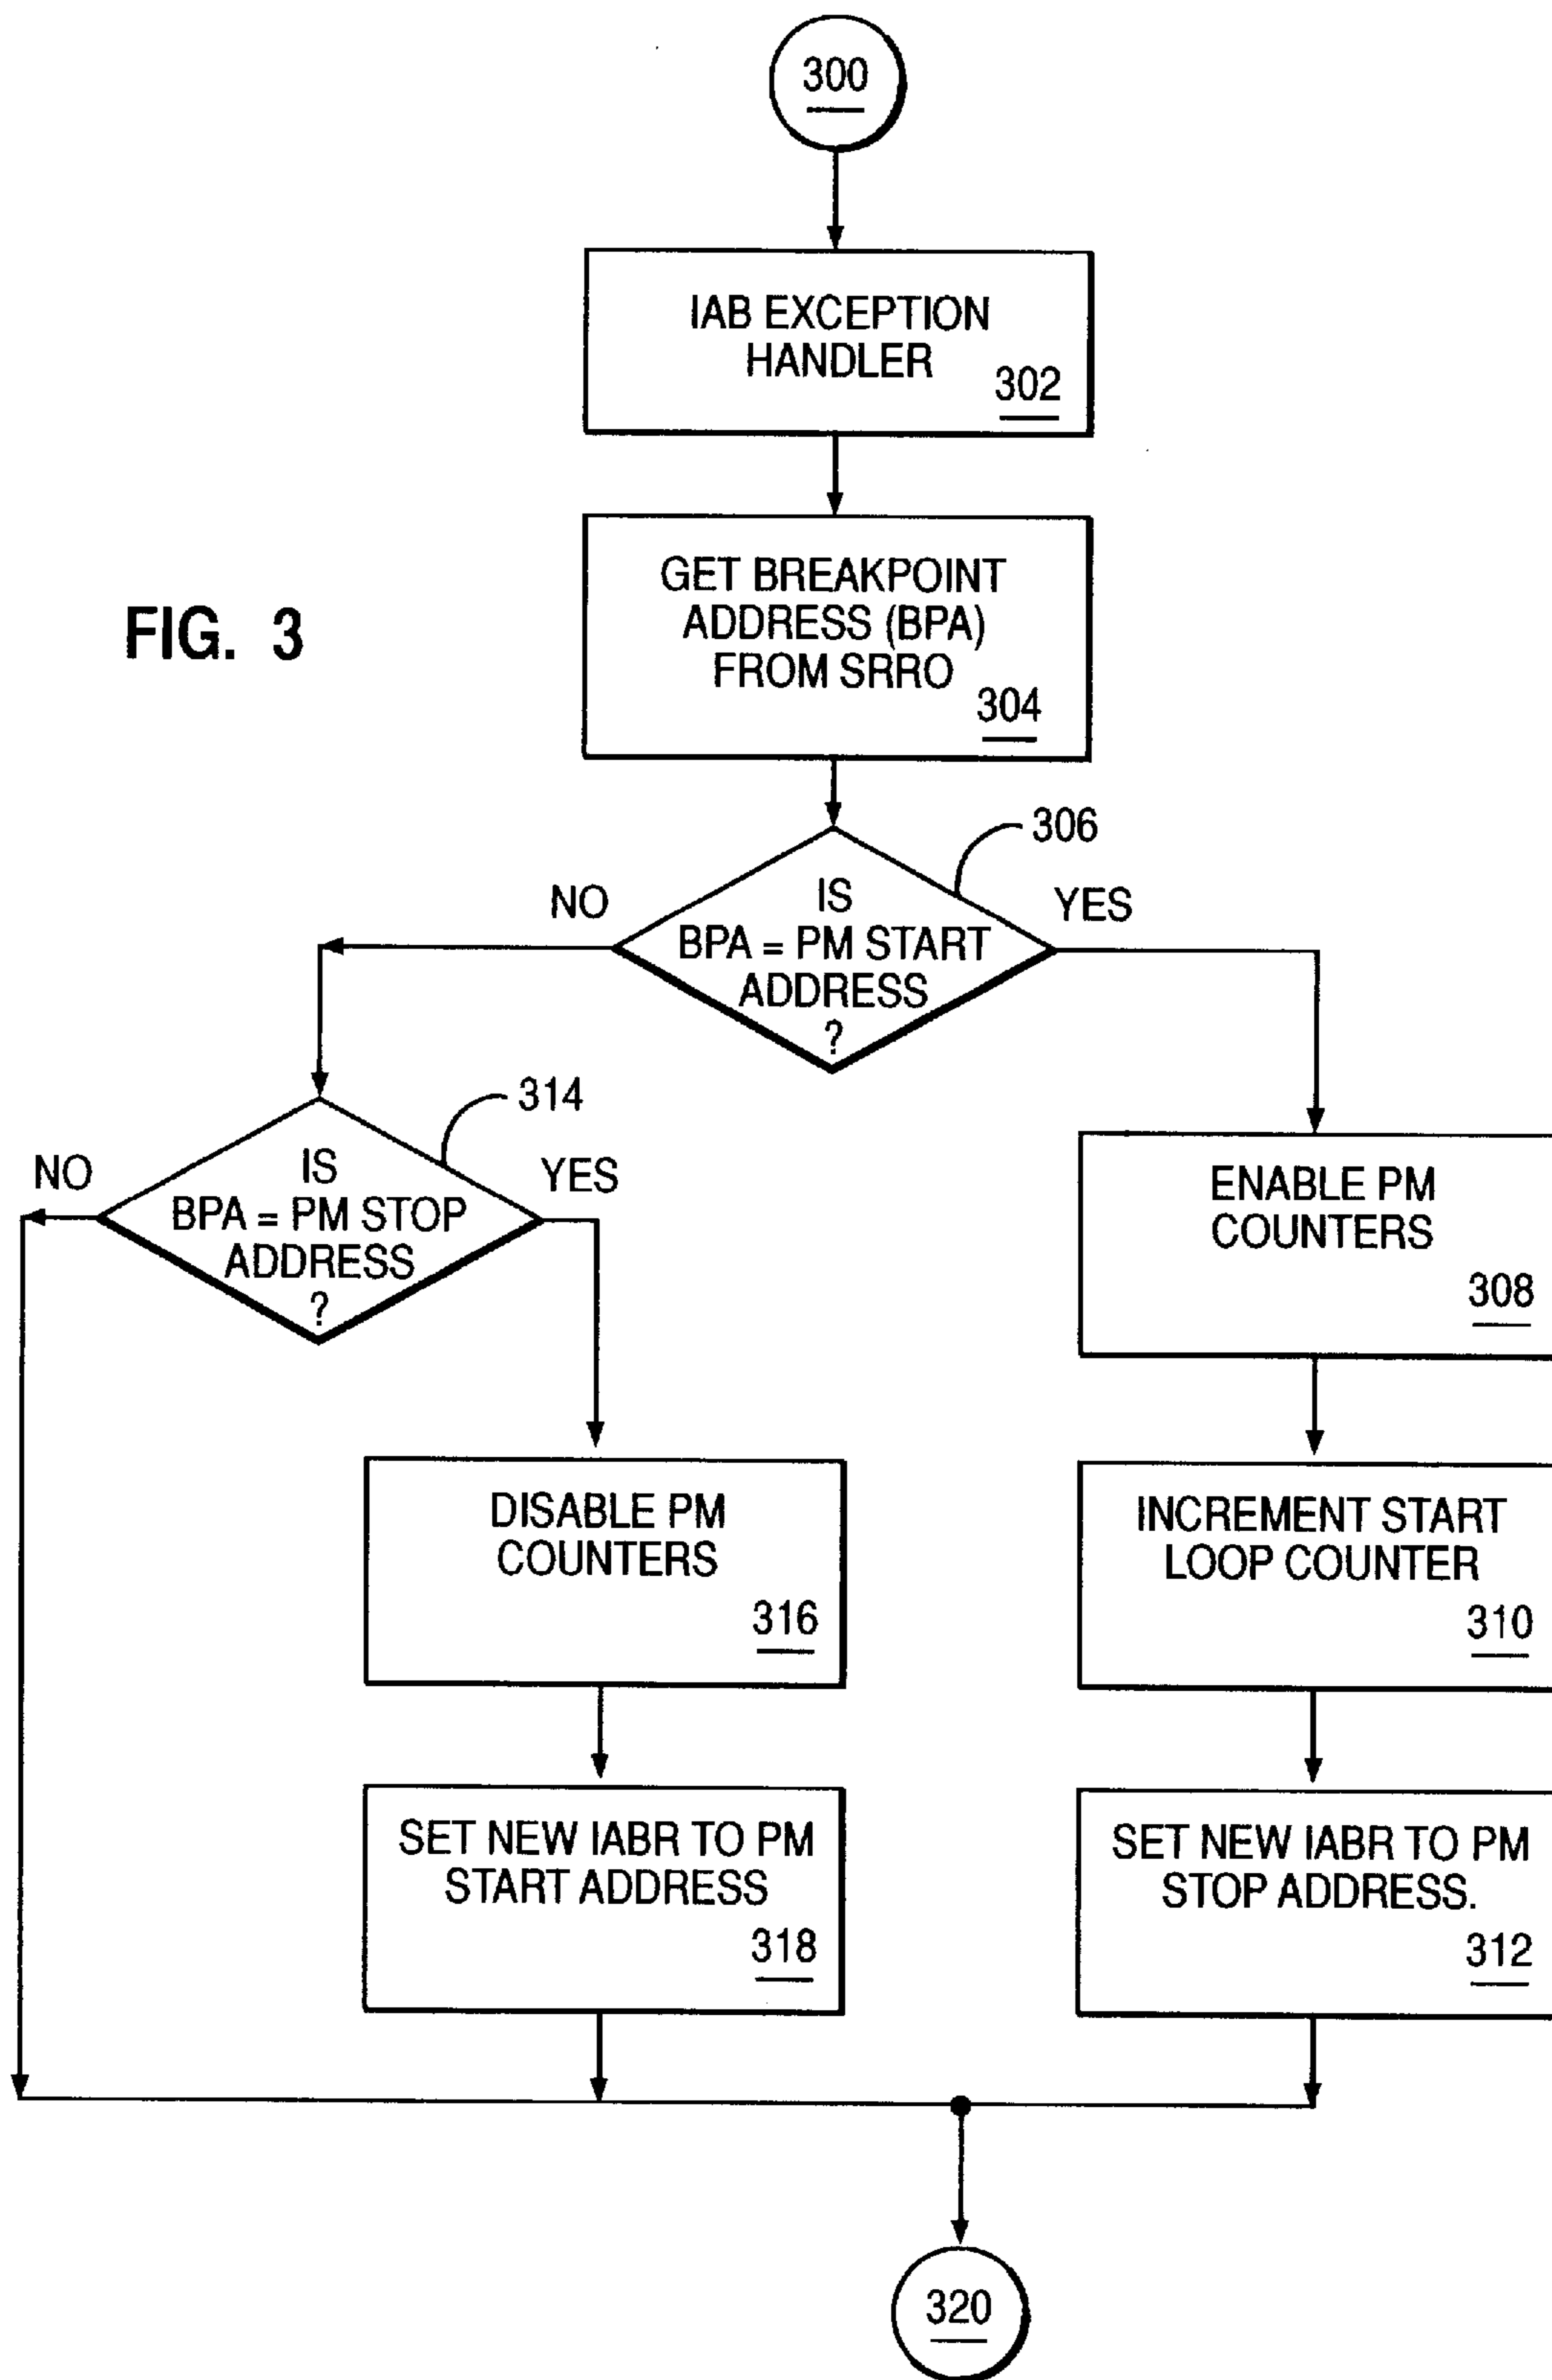 300
IAB EXCEPTION
HANDLER
302
GET BREAKPOINT
ADDRESS (BPA)
FROM SRRO
304
FIG. 3
306
NO
IS
YES
BPA = PM START
ADDRESS
?
314
NO
IS
YES
BPA = PM STOP
ADDRESS
?
ENABLE PM
COUNTERS
308
DISABLE PM
COUNTERS
316
INCREMENT START
LOOP COUNTER
310
SET NEW IABR TO PM
START ADDRESS
318
SET NEW IABR TO PM
STOP ADDRESS.
312
320